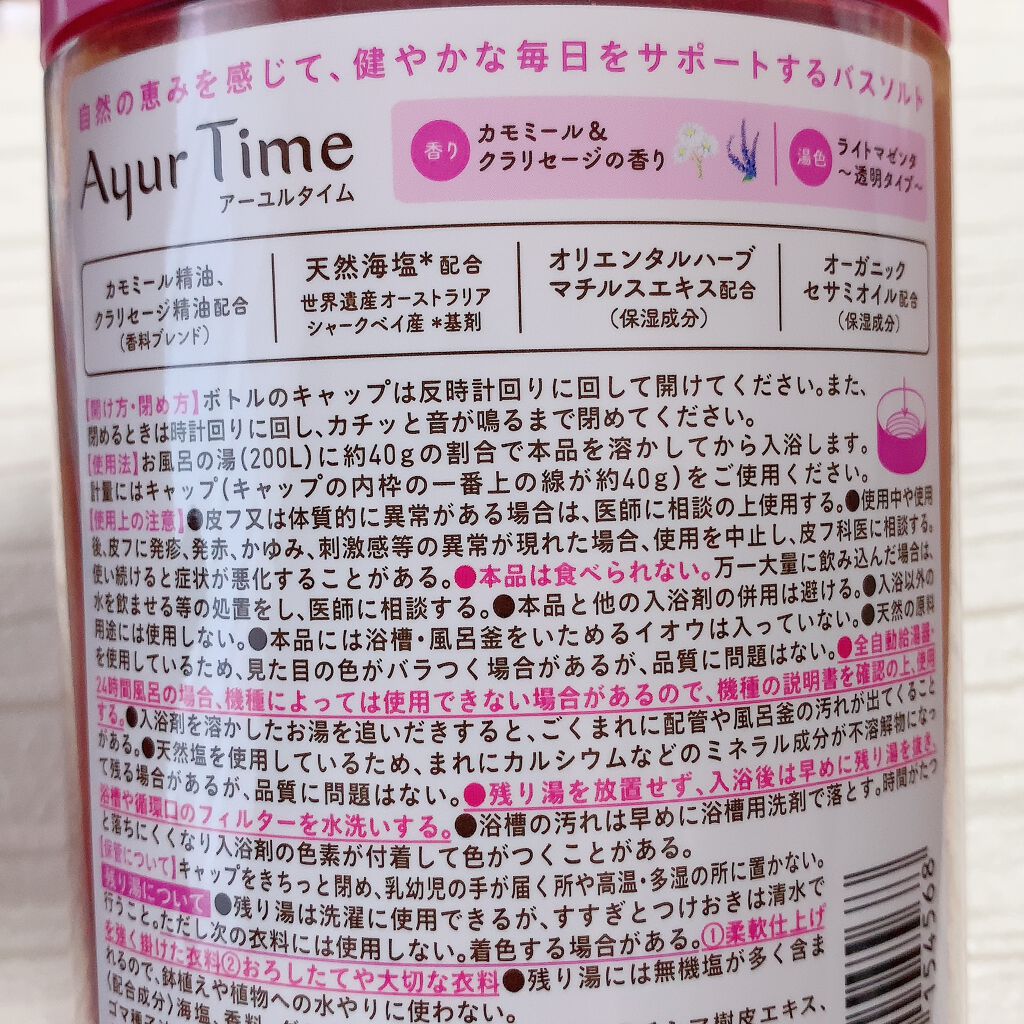 自然の恵みを感じて、健やかな毎日をサポートするバスソルト
Ayur Time
アーユルタイム
香り
カモミール&
クラリセージの香り
湯色
ライトマゼンタ
〜透明タイプ〜
カモミール精油、
クラリセージ精油配合
(香料ブレンド)
天然海塩*配合
世界遺産オーストラリア
シャークベイ産 *基剤
オリエンタルハーブ
マチルスエキス配合
(保湿成分)
オーガニック
セサミオイル配合
(保湿成分)
【開け方・閉め方】ボトルのキャップは反時計回りに回して開けてください。また、
閉めるときは時計回りに回し、カチッと音が鳴るまで閉めてください。
【使用法】お風呂の湯(200L)に約40gの割合で本品を溶かしてから入浴します。
計量にはキャップ(キャップの内枠の一番上の線が約40g)をご使用ください。
【使用上の注意】●皮フ又は体質的に異常がある場合は、医師に相談の上使用する。●使用中や使用
後、皮フに発疹、発赤、かゆみ、刺激感等の異常が現れた場合、使用を中止し、皮フ科医に相談する。
使い続けると症状が悪化することがある。●本品は食べられない。万一大量に飲み込んだ場合は、
水を飲ませる等の処置をし、医師に相談する。●本品と他の入浴剤の併用は避ける。●入浴以外の
用途には使用しない。●本品には浴槽・風呂釜をいためるイオウは入っていない。●天然の原料
を使用しているため、見た目の色がバラつく場合があるが、品質に問題はない。●全自動給湯器・
24時間風呂の場合、機種によっては使用できない場合があるので、機種の説明書を確認の上、使用
する。●入浴剤を溶かしたお湯を追いだきすると、ごくまれに配管や風呂釜の汚れが出てくること
がある。●天然塩を使用しているため、まれにカルシウムなどのミネラル成分が不溶解物になっ
て残る場合があるが、品質に問題はない。●残り湯を放置せず、入浴後は早めに残り湯を抜き、
浴槽や循環口のフィルターを水洗いする。●浴槽の汚れは早めに浴槽用洗剤で落とす。時間がたつ
と落ちにくくなり入浴剤の色素が付着して色がつくことがある。
【保管について】キャップをきちっと閉め、乳幼児の手が届く所や高温・多湿の所に置かない。
残り湯について ●残り湯は洗濯に使用できるが、すすぎとつけおきは清水で
行うこと。ただし次の衣料には使用しない。着色する場合がある。①柔軟仕上げ
を強く掛けた衣料②おろしたてや大切な衣料●残り湯には無機塩が多く含ま
れるので、鉢植えや植物への水やりに使わない。
〈配合成分〉海塩、香料、
樹皮エキス、
ゴマ種子